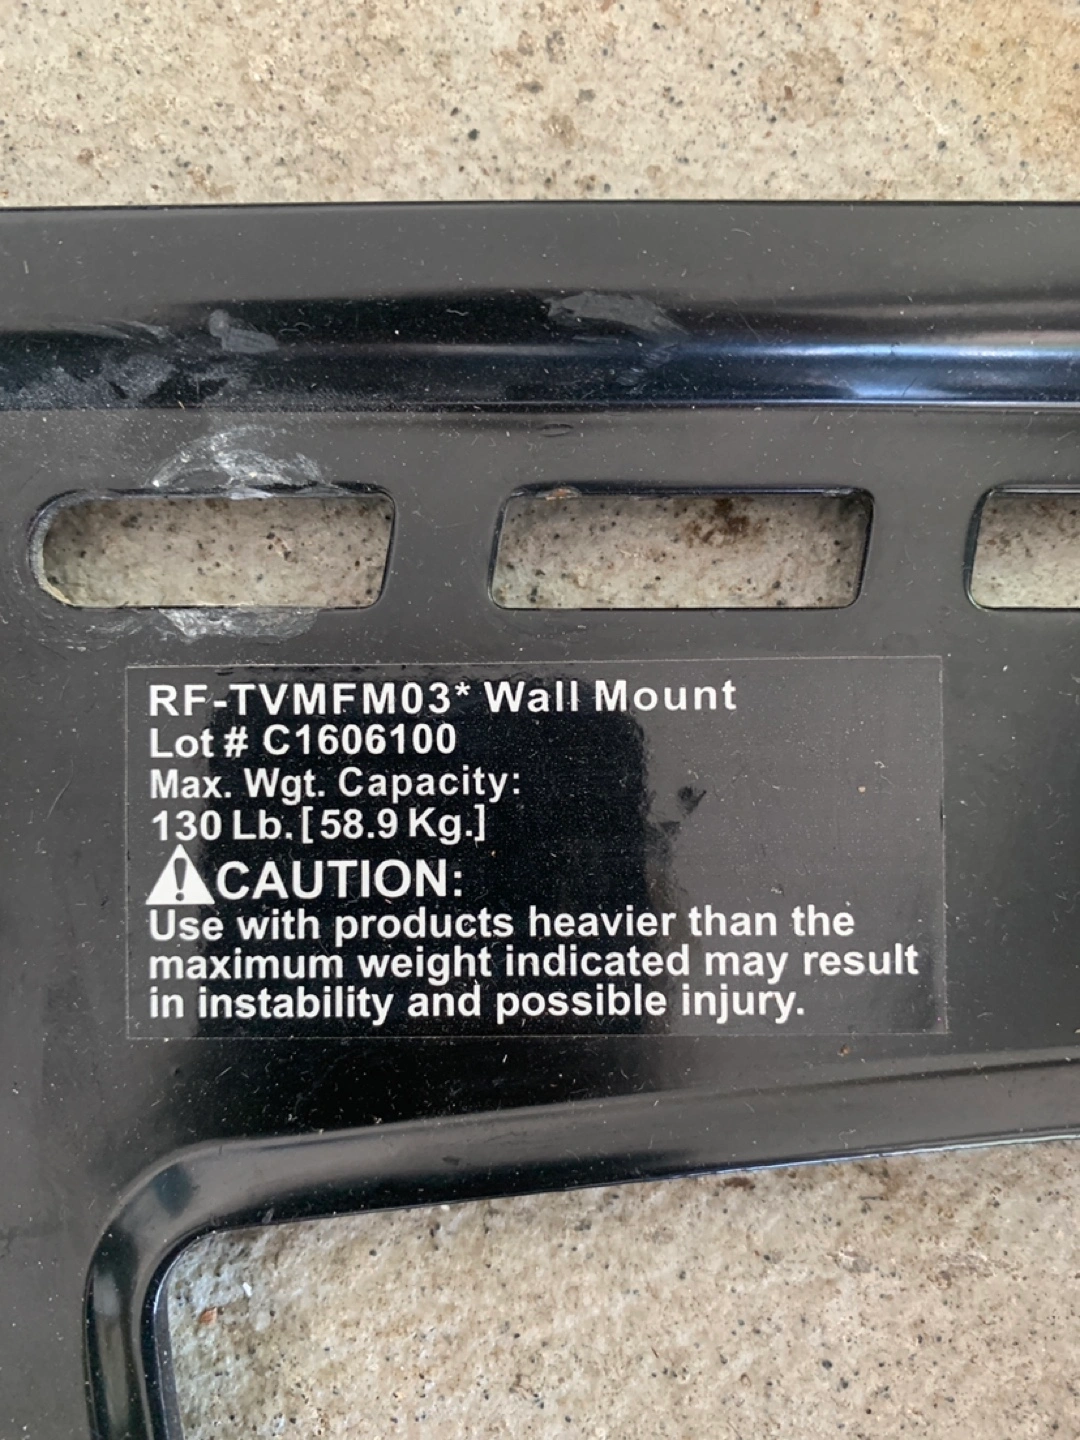 RF-TVMFM03* Wall Mount
Lot # C1606100
Max. Wgt. Capacity:
130 Lb. [58.9 Kg.]
CAUTION:
Use with products heavier than the
maximum weight indicated may result
in instability and possible injury.